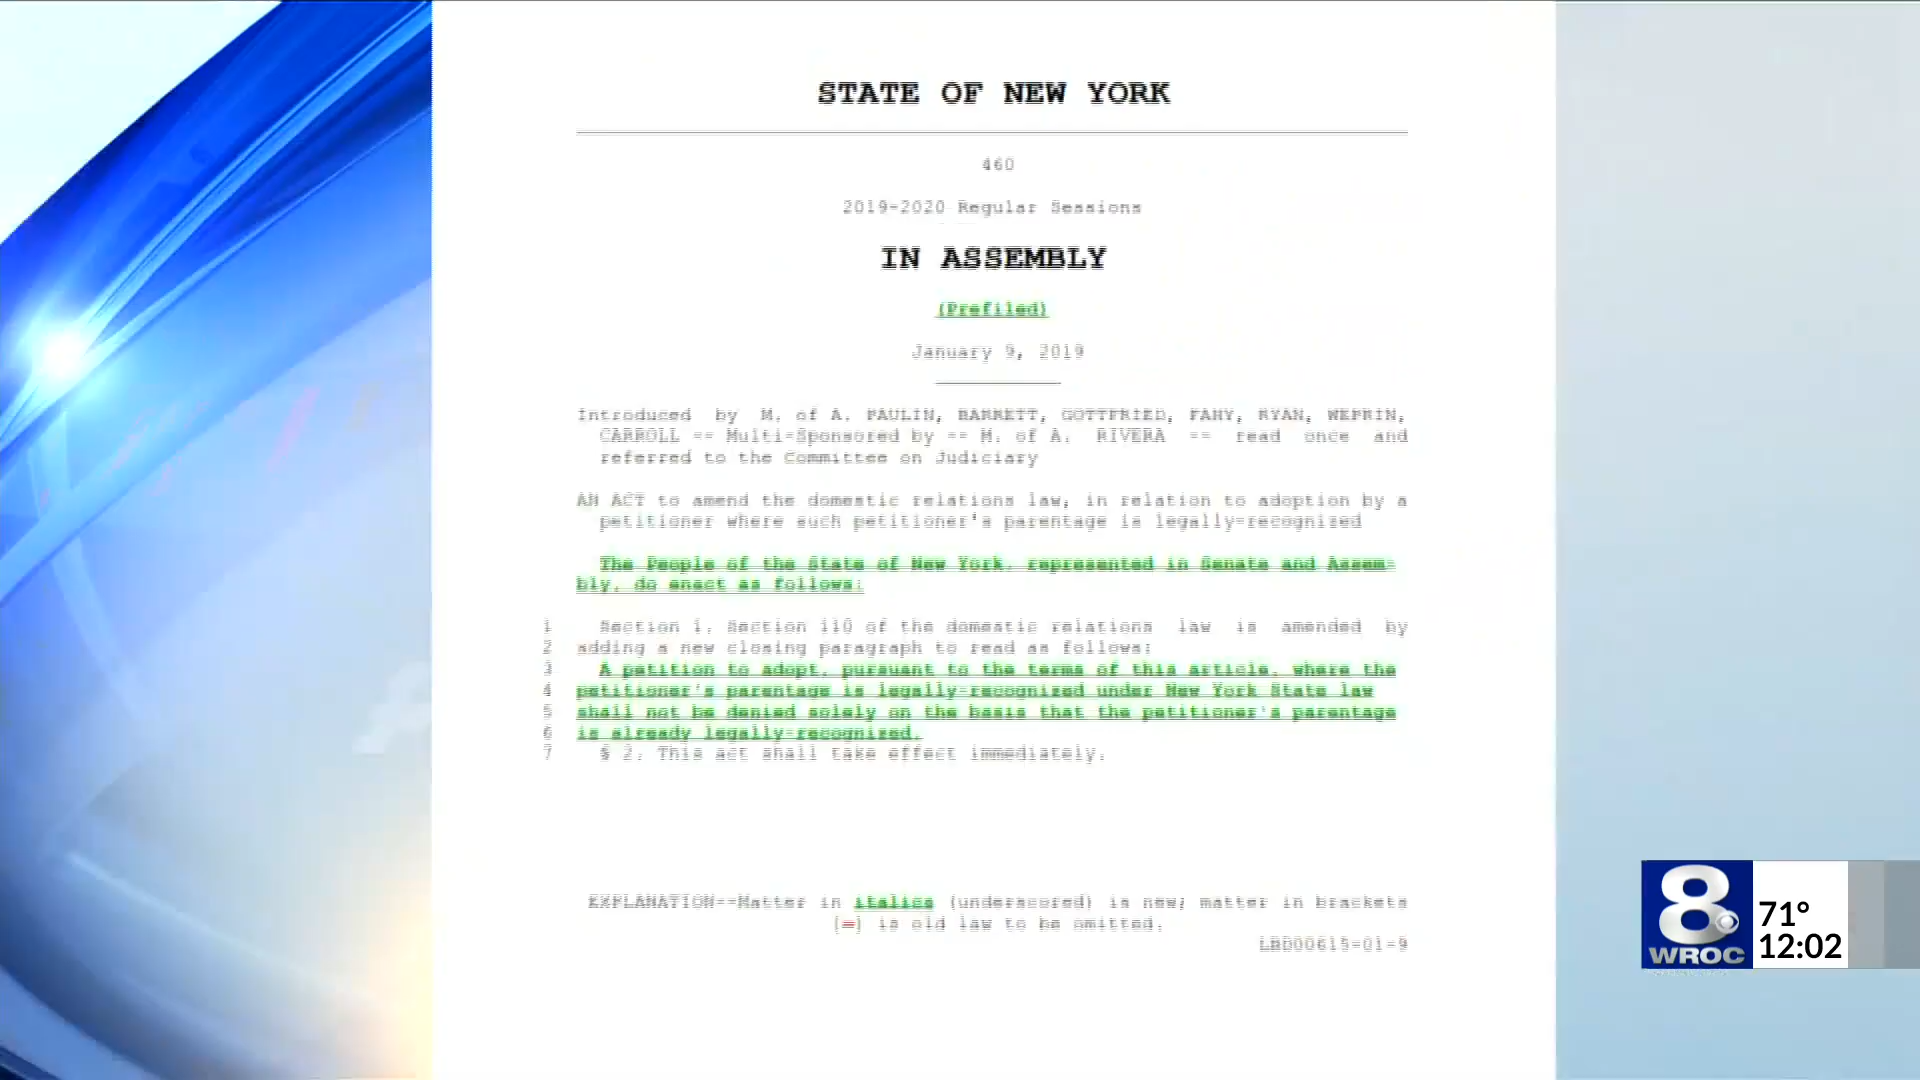 STATE OF NEW YORK
460
2019-2020 Regular Sessions
IN ASSEMBLY
(Prefiled)
January 9, 2019
Introduced by M. of A. PAULIN, BARRETT, GOTTFRIED, FAHY, RYAN, WEPRIN,
CARROLL -- Multi-Sponsored by -- M. of A. RIVERA -- read once and
referred to the Committee on Judiciary
AN ACT to amend the domestic relations law, in relation to adoption by a
petitioner where such petitioner's parentage is legally-recognized
The People of the State of New York, represented in Senate and Assem-
bly, do enact as follows:
1 Section 1. Section 110 of the domestic relations law is amended by
2 adding a new closing paragraph to read as follows:
3 A petition to adopt, pursuant to the terms of this article, where the
4 petitioner's parentage is legally-recognized under New York State law
5 shall not be denied solely on the basis that the petitioner's parentage
6 is already legally-recognized.
7 § 2. This act shall take effect immediately.
EXPLANATION--Matter in italics (underscored) is new; matter in brackets
[-] is old law to be omitted.
LBD00615-01-9
8
WROC
71°
12:02